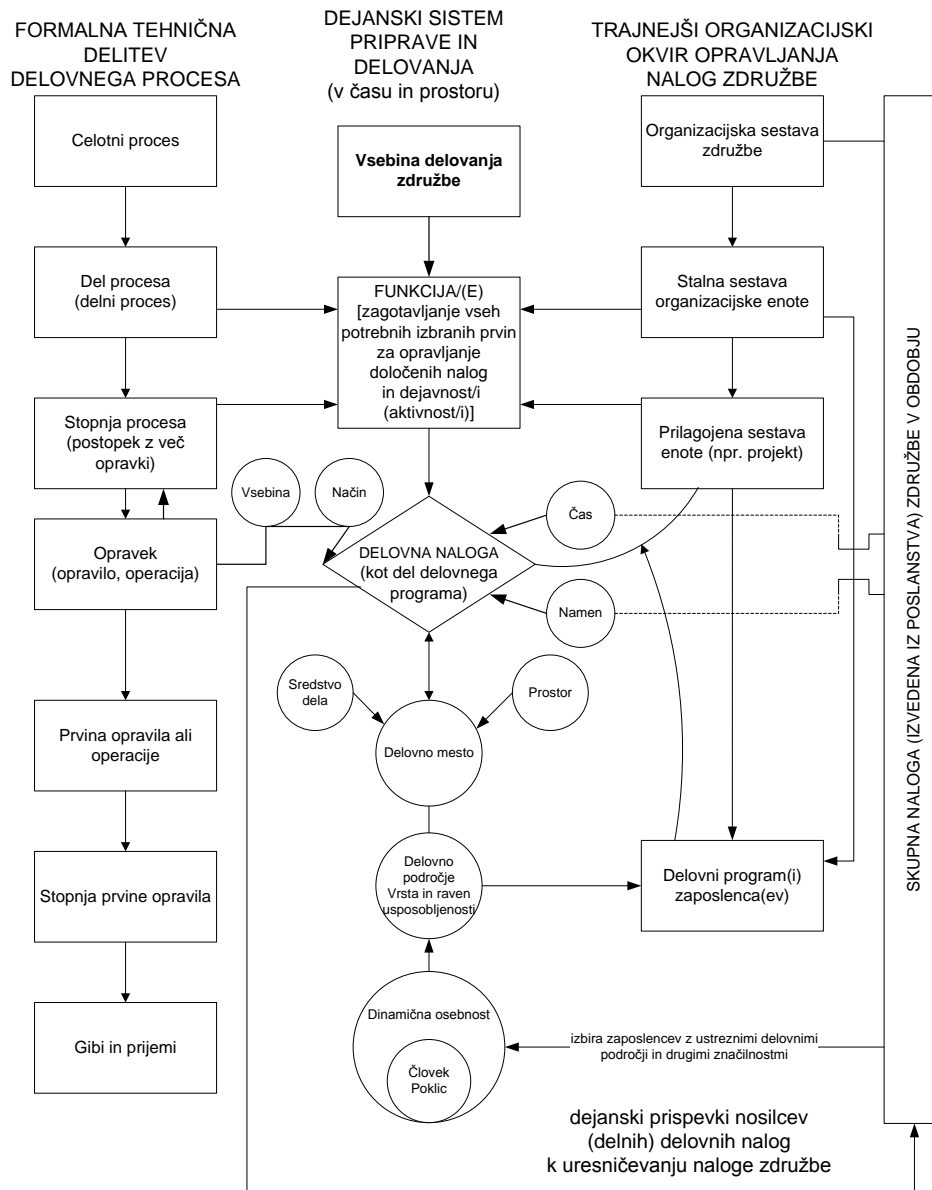 FORMALNA TEHNIČNA
DELITEV
DELOVNEGA PROCESA
DEJANSKI SISTEM
PRIPRAVE IN
DELOVANJA
(v času in prostoru)
TRAJNEJŠI ORGANIZACIJSKI
OKVIR OPRAVLJANJA
NALOG ZDRUŽBE
Celotni proces
Vsebina delovanja
združbe
Organizacijska sestava
združbe
Del procesa
(delni proces)
FUNKCIJA/(E)
[zagotavljanje vseh
potrebnih izbranih prvin
za opravljanje
določenih nalog
in dejavnost/i
(aktivnost/i)]
Stalna sestava
organizacijske enote
Stopnja procesa
(postopek z več
opravki)
Prilagojena sestava
enote (npr. projekt)
Vsebina
Način
Čas
Opravek
(opravilo, operacija)
DELOVNA NALOGA
(kot del delovnega
programa)
Namen
Sredstvo
dela
Prostor
Prvina opravila ali
operacije
Delovno mesto
Stopnja prvine opravila
Delovno
področje
Vrsta in raven
usposobljenosti
Delovni program(i)
zaposlenca(ev)
Gibi in prijemi
Dinamična osebnost
Človek
Poklic
izbira zaposlencev z ustreznimi delovnimi
področji in drugimi značilnostmi
dejanski prispevki nosilcev
(delnih) delovnih nalog
k uresničevanju naloge združbe
SKUPNA NALOGA (IZVEDENA IZ POSLANSTVA) ZDRUŽBE V OBDOBJU